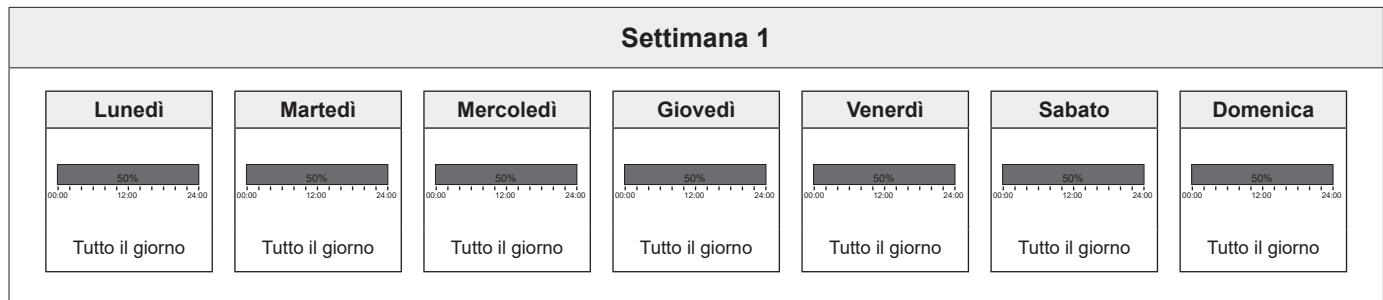 Settimana 1
Lunedì Martedì Mercoledì Giovedì Venerdì Sabato Domenica
50% 50% 50% 50% 50% 50% 50%
00:00 12:00 24:00 00:00 12:00 24:00 00:00 12:00 24:00 00:00 12:00 24:00 00:00 12:00 24:00 00:00 12:00 24:00 00:00 12:00 24:00
Tutto il giorno Tutto il giorno Tutto il giorno Tutto il giorno Tutto il giorno Tutto il giorno Tutto il giorno